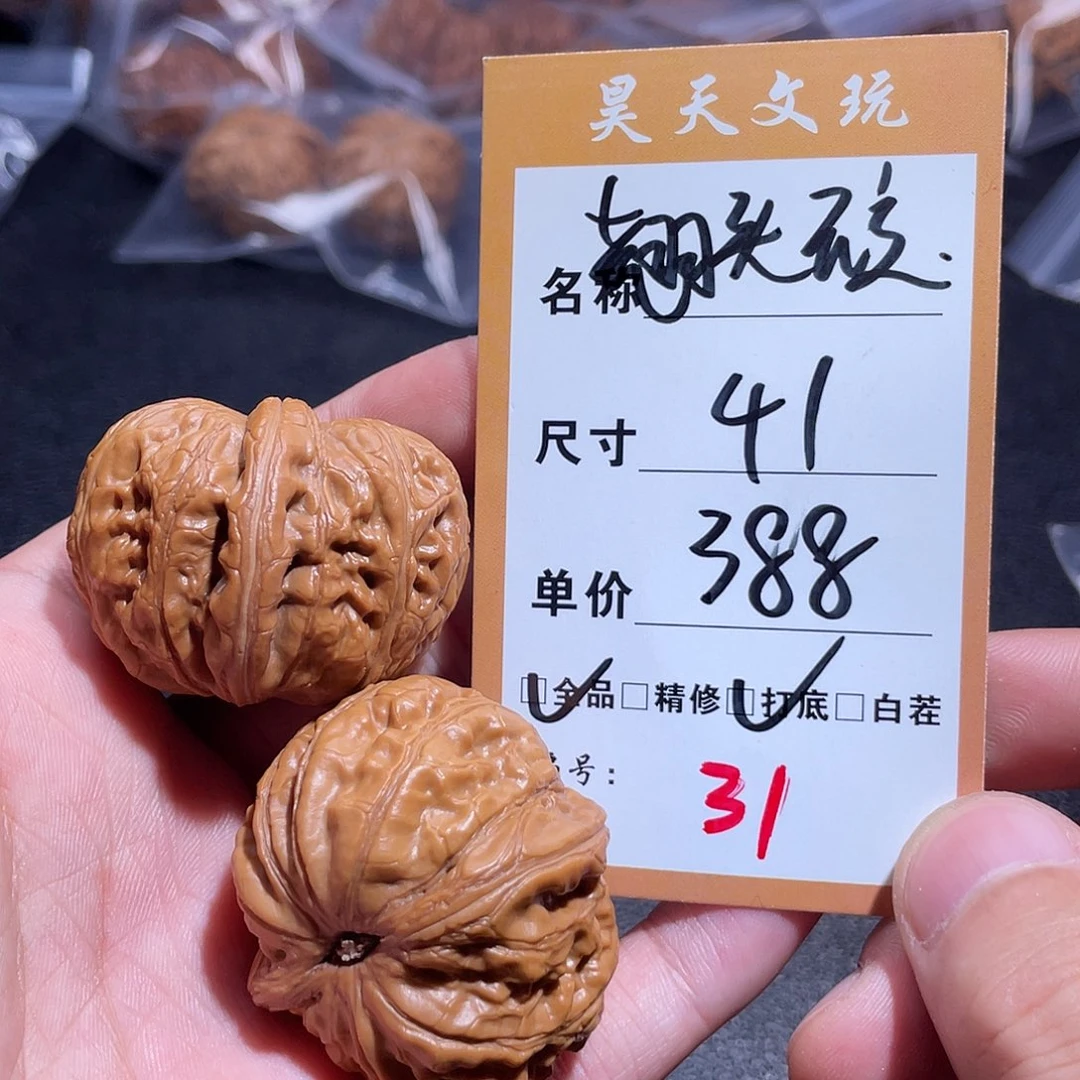 昊天文玩
名称 头
尺寸 41
单价 388
□全品□精修□打底□白茬
号： 31